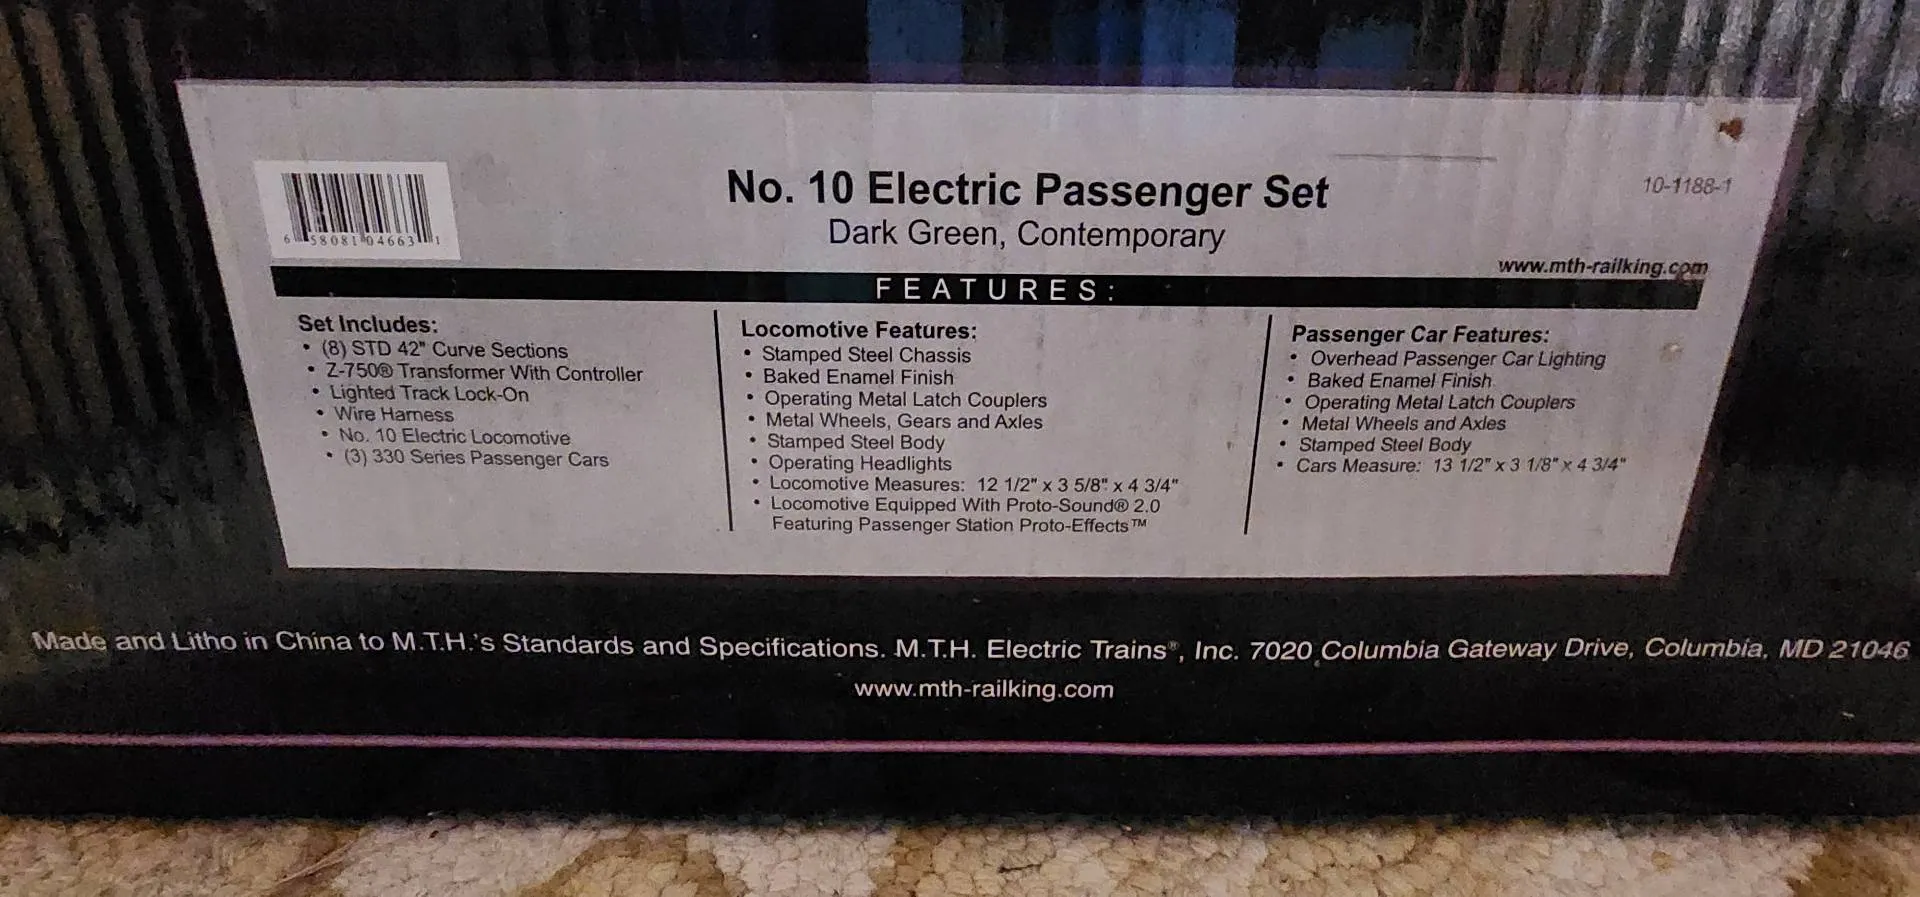 No. 10 Electric Passenger Set
10-1188-1
Dark Green, Contemporary
6 58081 04663 1
www.mth-railking.com
FEATURES:
Set Includes:
• (8) STD 42" Curve Sections
• Z-750® Transformer With Controller
• Lighted Track Lock-On
• Wire Harness
• No. 10 Electric Locomotive
• (3) 330 Series Passenger Cars
Locomotive Features:
• Stamped Steel Chassis
• Baked Enamel Finish
• Operating Metal Latch Couplers
• Metal Wheels, Gears and Axles
• Stamped Steel Body
• Operating Headlights
• Locomotive Measures: 12 1/2" x 3 5/8" x 4 3/4"
• Locomotive Equipped With Proto-Sound® 2.0
Featuring Passenger Station Proto-Effects™
Passenger Car Features:
• Overhead Passenger Car Lighting
• Baked Enamel Finish
• Operating Metal Latch Couplers
• Metal Wheels and Axles
• Stamped Steel Body
• Cars Measure: 13 1/2" x 3 1/8" x 4 3/4"
Made and Litho in China to M.T.H.'s Standards and Specifications. M.T.H. Electric Trains®, Inc. 7020 Columbia Gateway Drive, Columbia, MD 21046
www.mth-railking.com